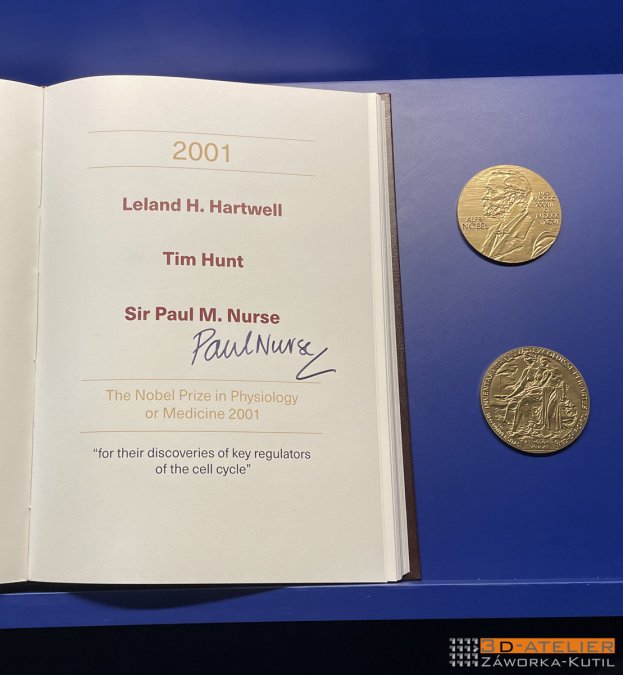 2001
Leland H. Hartwell
Tim Hunt
Sir Paul M. Nurse
Paul Nurse
The Nobel Prize in Physiology
or Medicine 2001
“for their discoveries of key regulators
of the cell cycle”
ALFR.
NOBEL
3D-ATELIER
ZÁWORKA-KUTIL